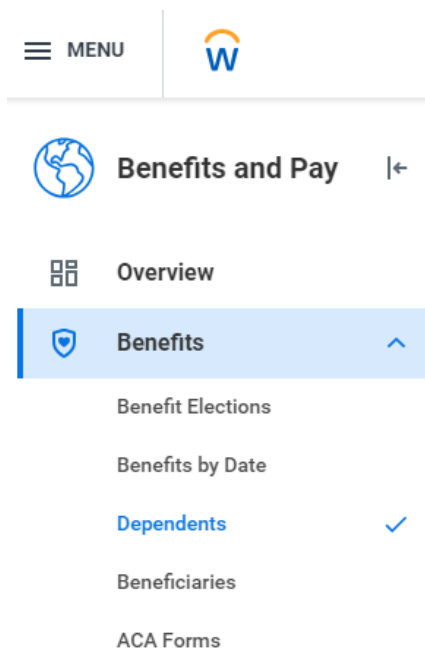 MENU
Benefits and Pay
Overview
Benefits
Benefit Elections
Benefits by Date
Dependents
Beneficiaries
ACA Forms